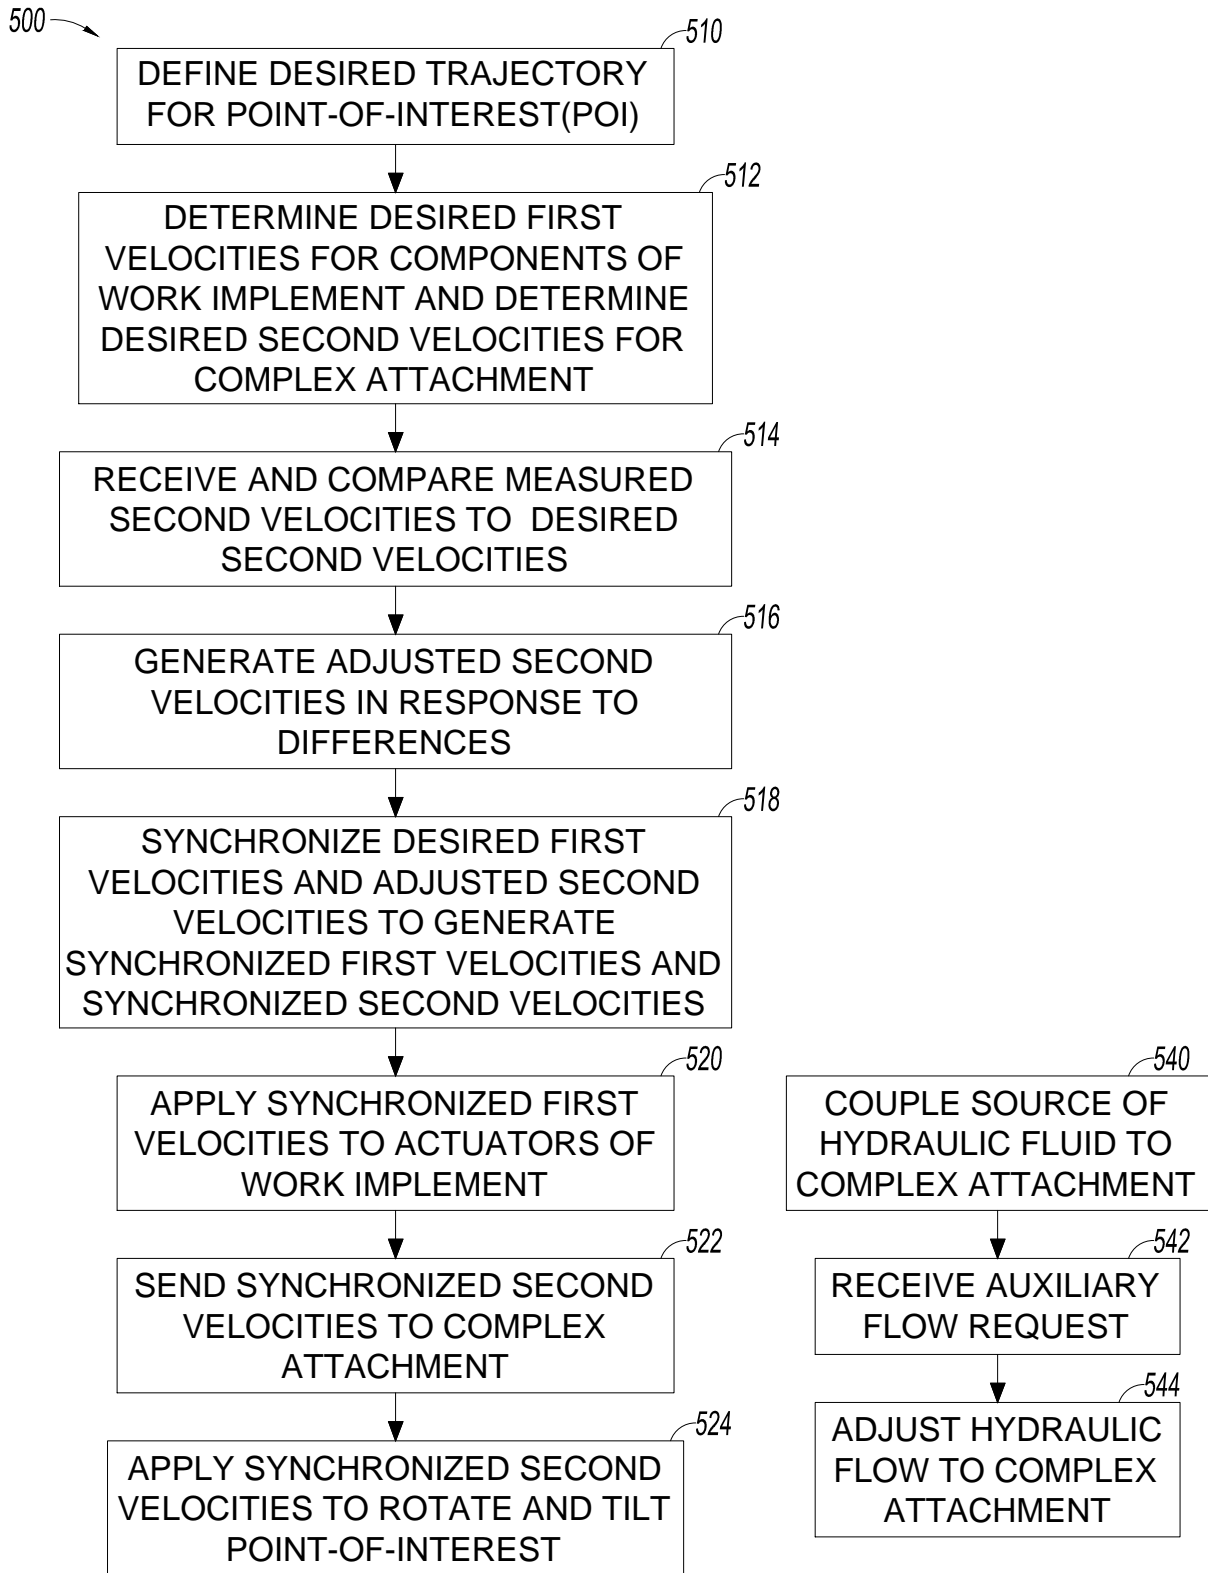 500
510
DEFINE DESIRED TRAJECTORY
FOR POINT-OF-INTEREST(POI)
512
DETERMINE DESIRED FIRST
VELOCITIES FOR COMPONENTS OF
WORK IMPLEMENT AND DETERMINE
DESIRED SECOND VELOCITIES FOR
COMPLEX ATTACHMENT
514
RECEIVE AND COMPARE MEASURED
SECOND VELOCITIES TO DESIRED
SECOND VELOCITIES
516
GENERATE ADJUSTED SECOND
VELOCITIES IN RESPONSE TO
DIFFERENCES
518
SYNCHRONIZE DESIRED FIRST
VELOCITIES AND ADJUSTED SECOND
VELOCITIES TO GENERATE
SYNCHRONIZED FIRST VELOCITIES AND
SYNCHRONIZED SECOND VELOCITIES
520
APPLY SYNCHRONIZED FIRST
VELOCITIES TO ACTUATORS OF
WORK IMPLEMENT
522
SEND SYNCHRONIZED SECOND
VELOCITIES TO COMPLEX
ATTACHMENT
524
APPLY SYNCHRONIZED SECOND
VELOCITIES TO ROTATE AND TILT
POINT-OF-INTEREST
540
COUPLE SOURCE OF
HYDRAULIC FLUID TO
COMPLEX ATTACHMENT
542
RECEIVE AUXILIARY
FLOW REQUEST
544
ADJUST HYDRAULIC
FLOW TO COMPLEX
ATTACHMENT